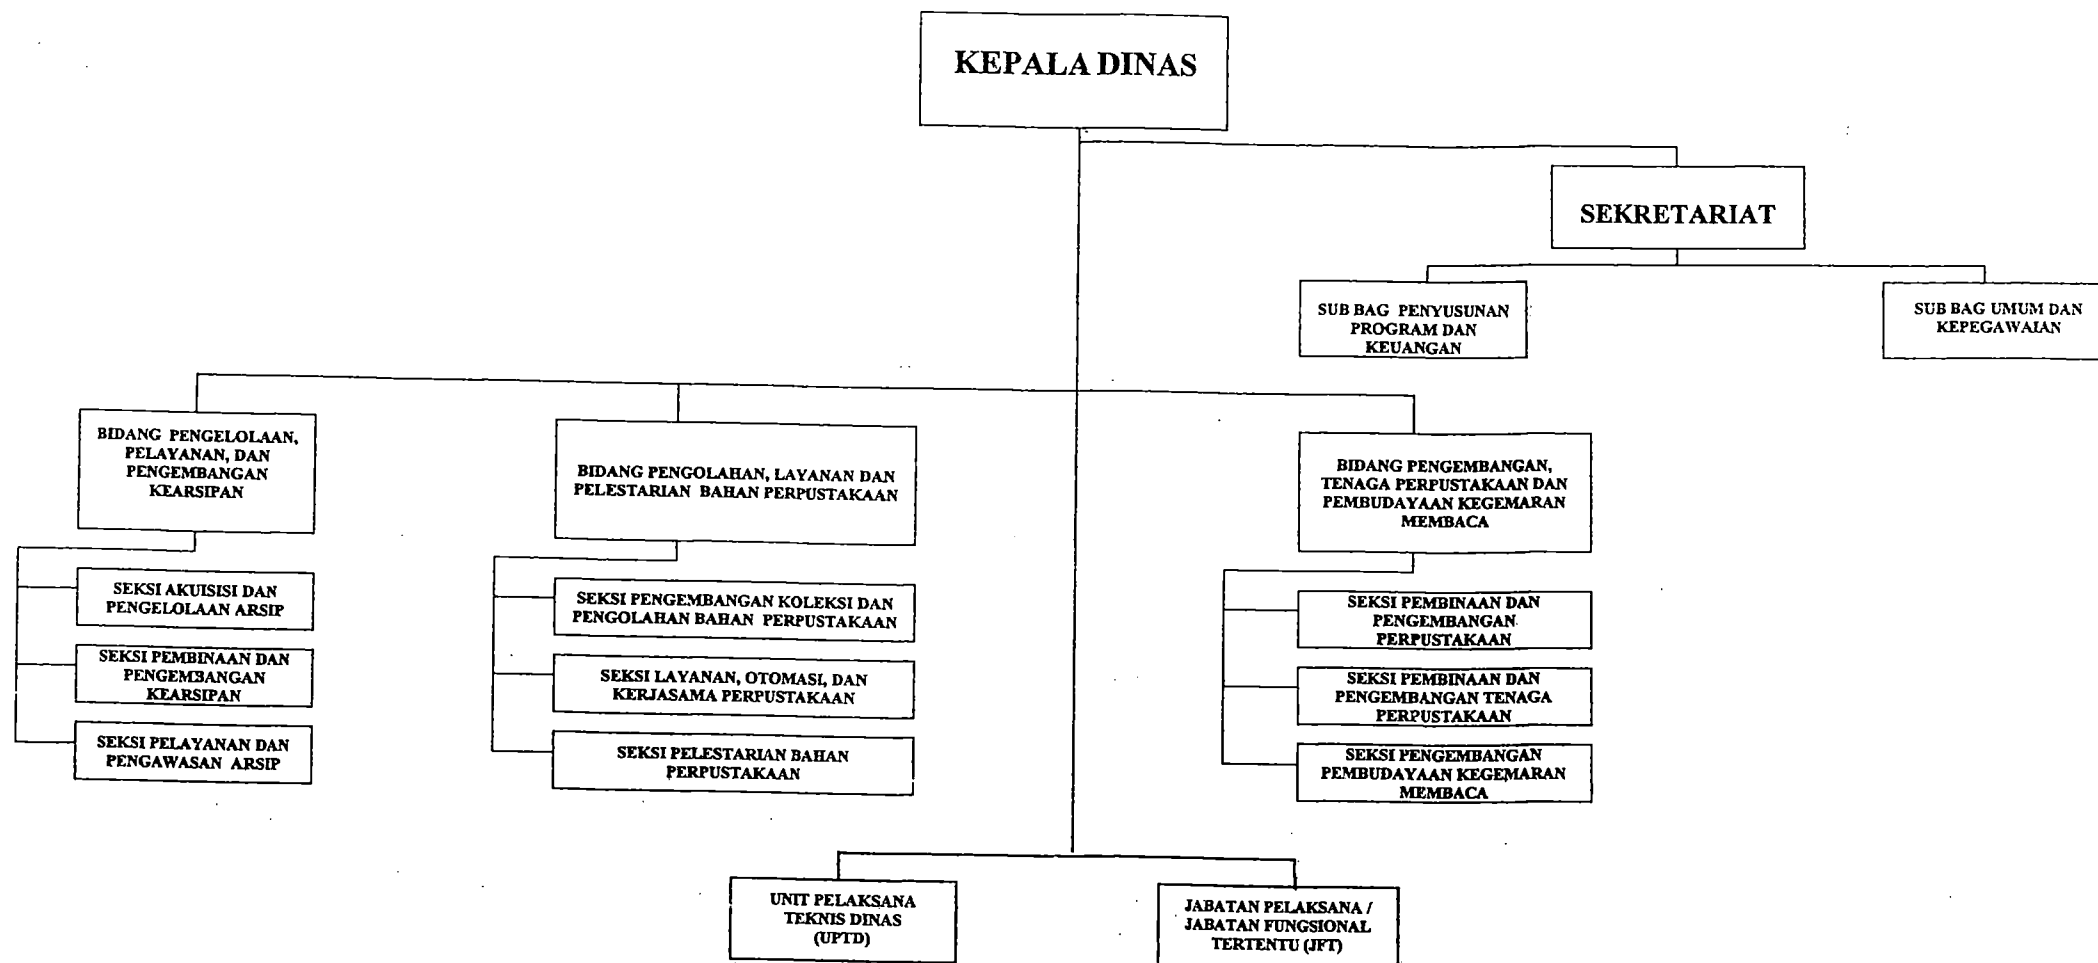 KEPALA DINAS
SEKRETARIAT
SUB BAG PENYUSUNAN
PROGRAM DAN
KEUANGAN
SUB BAG UMUM DAN
KEPEGAWAIAN
BIDANG PENGELOLAAN,
PELAYANAN, DAN
PENGEMBANGAN
KEARSIPAN
SEKSI AKUISISI DAN
PENGELOLAAN ARSIP
SEKSI PEMBINAAN DAN
PENGEMBANGAN
KEARSIPAN
SEKSI PELAYANAN DAN
PENGAWASAN ARSIP
BIDANG PENGOLAHAN, LAYANAN DAN
PELESTARIAN BAHAN PERPUSTAKAAN
SEKSI PENGEMBANGAN KOLEKSI DAN
PENGOLAHAN BAHAN PERPUSTAKAAN
SEKSI LAYANAN, OTOMASI, DAN
KERJASAMA PERPUSTAKAAN
SEKSI PELESTARIAN BAHAN
PERPUSTAKAAN
BIDANG PENGEMBANGAN,
TENAGA PERPUSTAKAAN DAN
PEMBUDAYAAN KEGEMARAN
MEMBACA
SEKSI PEMBINAAN DAN
PENGEMBANGAN
PERPUSTAKAAN
SEKSI PEMBINAAN DAN
PENGEMBANGAN TENAGA
PERPUSTAKAAN
SEKSI PENGEMBANGAN
PEMBUDAYAAN KEGEMARAN
MEMBACA
UNIT PELAKSANA
TEKNIS DINAS
(UPTD)
JABATAN PELAKSANA /
JABATAN FUNGSIONAL
TERTENTU (JFT)